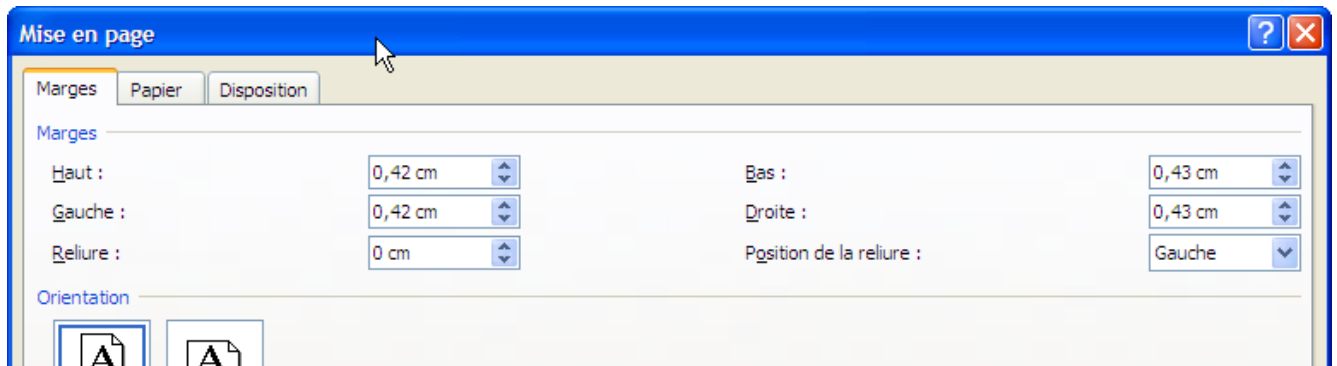 Mise en page
Marges Papier Disposition
Marges
Haut : 0,42 cm Bas : 0,43 cm
Gauche : 0,42 cm Droite : 0,43 cm
Reliure : 0 cm Position de la reliure : Gauche
Orientation
A A